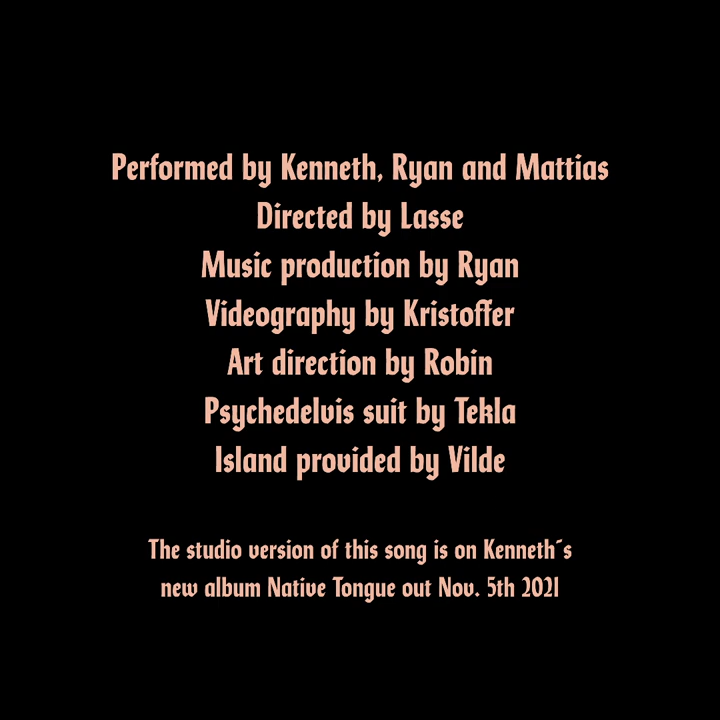 Performed by Kenneth, Ryan and Mattias
Directed by Lasse
Music production by Ryan
Videography by Kristoffer
Art direction by Robin
Psychedelvis suit by Tekla
Island provided by Vilde
The studio version of this song is on Kenneth´s
new album Native Tongue out Nov. 5th 2021